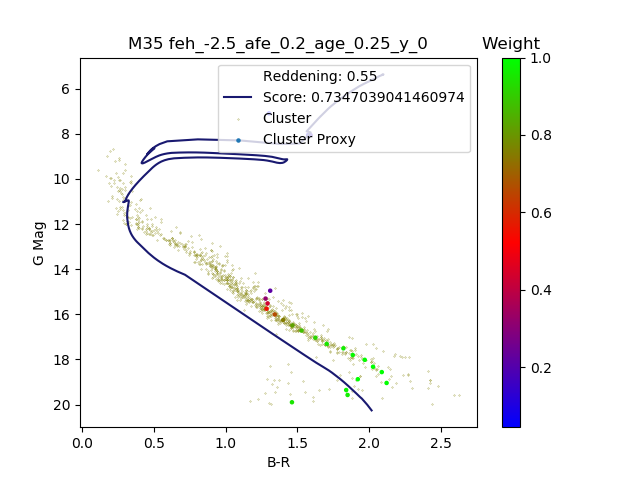 M35 feh_-2.5_afe_0.2_age_0.25_y_0
Weight
Reddening: 0.55
Score: 0.7347039041460974
Cluster
Cluster Proxy
6
8
10
12
14
16
18
20
G Mag
0.0
0.5
1.0
1.5
2.0
2.5
B-R
1.0
0.8
0.6
0.4
0.2